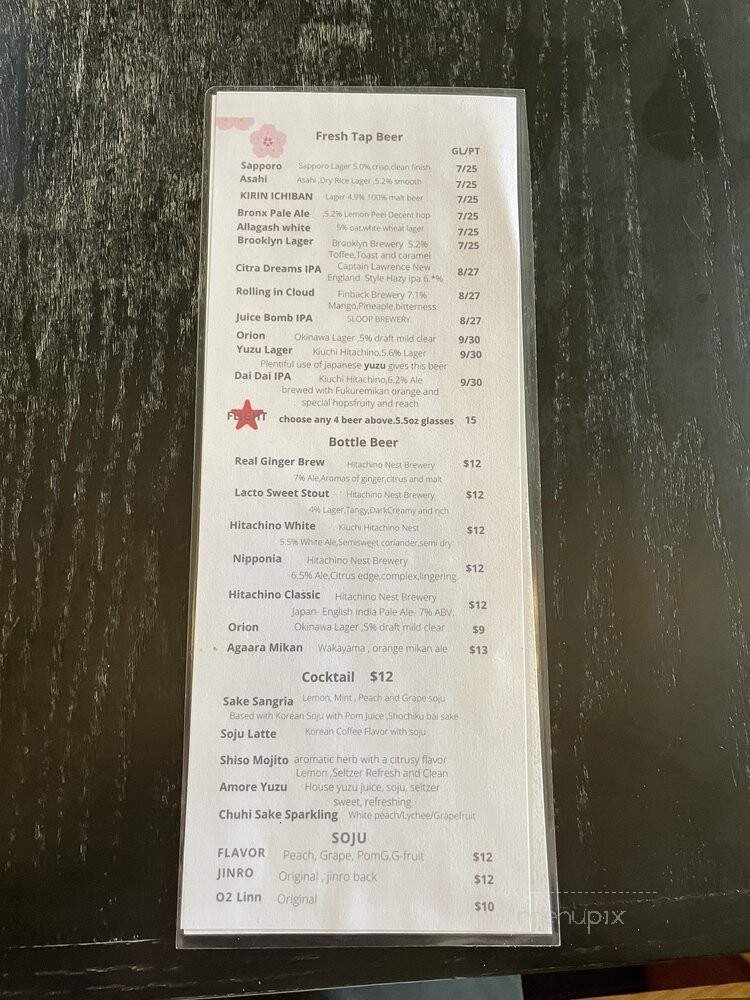 Fresh Tap Beer
GL/PT
Sapporo Sapporo Lager 5.0%,crisp,clean finish 7/25
Asahi Asahi ,Dry Rice Lager ,5.2% smooth 7/25
KIRIN ICHIBAN Lager 4.9% 100% malt beer 7/25
Bronx Pale Ale ,5.2% Lemon Peel Decent hop 7/25
Allagash white 5% oat,white wheat lager 7/25
Brooklyn Lager Brooklyn Brewery 5.2% 7/25
Toffee,Toast and caramel
Citra Dreams IPA Captain Lawrence New 8/27
England Style Hazy Ipa 6.*%
Rolling in Cloud Finback Brewery 7.1% 8/27
Mango,Pineaple,bitterness
Juice Bomb IPA SLOOP BREWERY. 8/27
Orion Okinawa Lager ,5% draft mild clear 9/30
Yuzu Lager Kiuchi Hitachino,5.6% Lager 9/30
Plentiful use of Japanese yuzu gives this beer
Dai Dai IPA Kiuchi Hitachino,6.2% Ale 9/30
brewed with Fukuremikan orange and
special hopsfruity and reach
FLIGHT choose any 4 beer above.5.5oz glasses 15
Bottle Beer
Real Ginger Brew Hitachino Nest Brewery $12
7% Ale,Aromas of ginger,citrus and malt
Lacto Sweet Stout Hitachino Nest Brewery $12
4% Lager,Tangy,DarkCreamy and rich
Hitachino White Kiuchi Hitachino Nest $12
5.5% White Ale,Semisweet coriander,semi dry
Nipponia Hitachino Nest Brewery $12
6.5% Ale,Citrus edge,complex,lingering.
Hitachino Classic Hitachino Nest Brewery $12
Japan- English India Pale Ale- 7% ABV.
Orion Okinawa Lager ,5% draft mild clear $9
Agaara Mikan Wakayama , orange mikan ale $13
Cocktail $12
Sake Sangria Lemon, Mint , Peach and Grape soju
Based with Korean Soju with Pom Juice ,Shochiku bai sake
Soju Latte Korean Coffee Flavor with soju
Shiso Mojito aromatic herb with a citrusy flavor
Lemon ,Seltzer Refresh and Clean
Amore Yuzu House yuzu juice, soju, seltzer
sweet, refreshing
Chuhi Sake Sparkling White peach/Lychee/Grapefruit
SOJU
FLAVOR Peach, Grape, PomG,G-fruit $12
JINRO Original , jinro back $12
O2 Linn Original $10
menupix